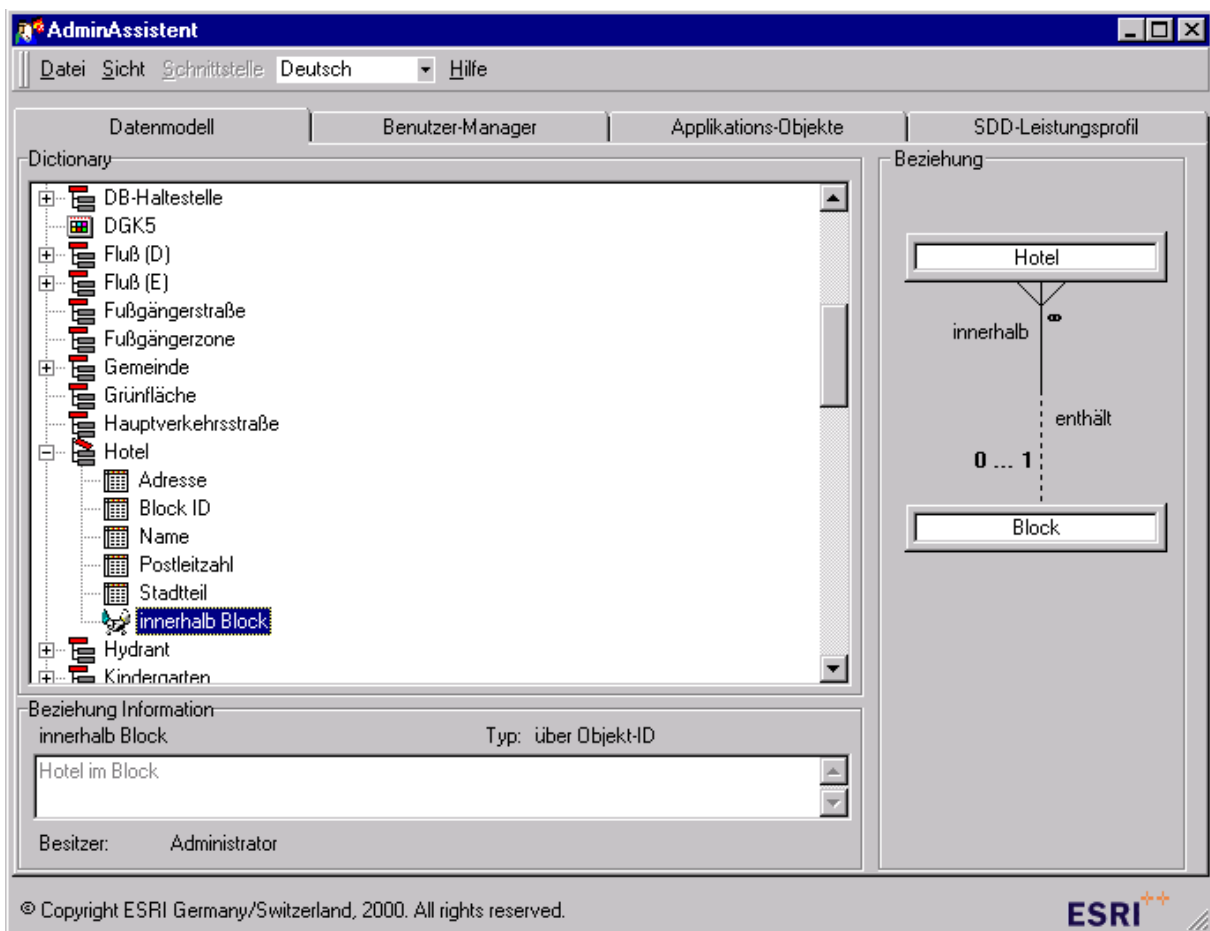 AdminAssistent
Datei Sicht Schnittstelle Deutsch Hilfe
Datenmodell Benutzer-Manager Applikations-Objekte SDD-Leistungsprofil
Dictionary
DB-Haltestelle
DGK5
Fluß (D)
Fluß (E)
Fußgängerstraße
Fußgängerzone
Gemeinde
Grünfläche
Hauptverkehrsstraße
Hotel
Adresse
Block ID
Name
Postleitzahl
Stadtteil
innerhalb Block
Hydrant
Kindergarten
Beziehung
Hotel
∞
innerhalb
enthält
0 ... 1
Block
Beziehung Information
innerhalb Block Typ: über Objekt-ID
Hotel im Block
Besitzer: Administrator
© Copyright ESRI Germany/Switzerland, 2000. All rights reserved.
ESRI++